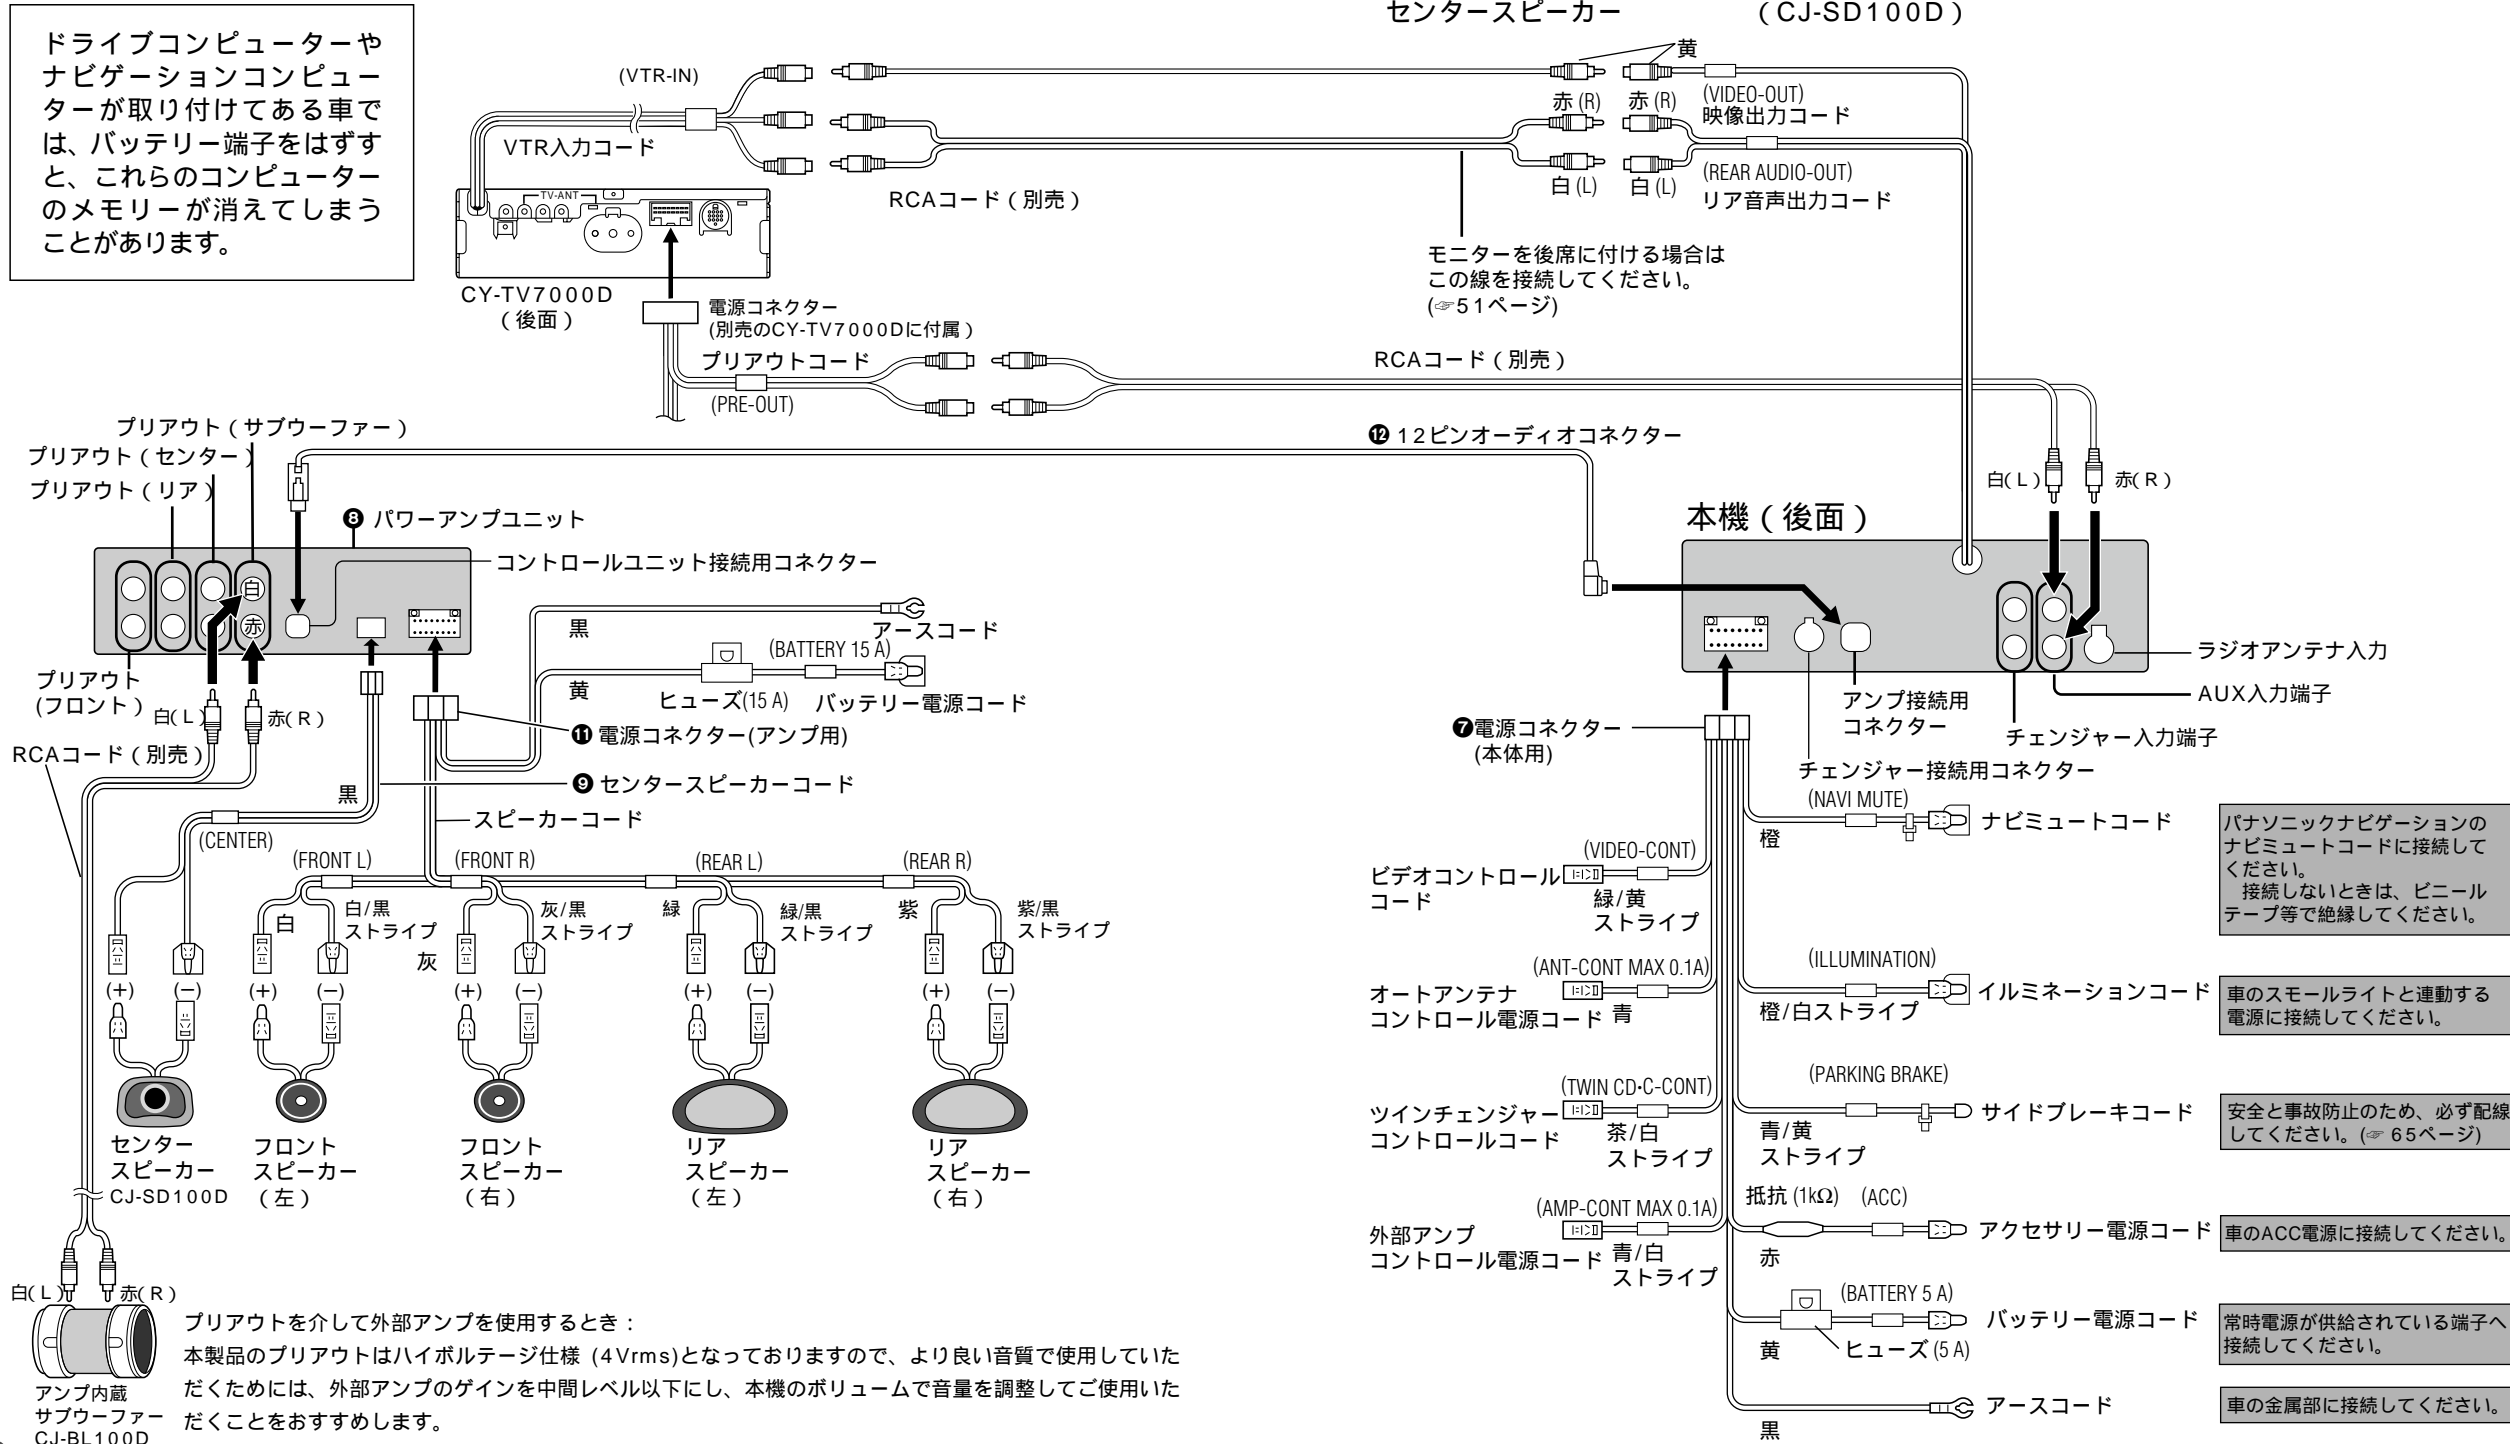 センタースピーカー （CJ-SD100D）
ドライブコンピューターや
ナビゲーションコンピュー
ターが取り付けてある車で
は、バッテリー端子をはずす
と、これらのコンピューター
のメモリーが消えてしまう
ことがあります。
(VTR-IN)
VTR入力コード
TV-ANT
CY-TV7000D
（後面）
RCAコード（別売）
黄
赤 (R)
赤 (R)
白 (L)
白 (L)
(VIDEO-OUT)
映像出力コード
(REAR AUDIO-OUT)
リア音声出力コード
モニターを後席に付ける場合は
この線を接続してください。
(☞51ページ)
電源コネクター
(別売のCY-TV7000Dに付属）
プリアウトコード
(PRE-OUT)
RCAコード（別売）
プリアウト（サブウーファー）
プリアウト（センター）
プリアウト（リア）
⓬ 12ピンオーディオコネクター
❽ パワーアンプユニット
コントロールユニット接続用コネクター
白
赤
プリアウト
(フロント）
白(L)
赤(R)
RCAコード（別売）
黒
アースコード
黄
(BATTERY 15 A)
ヒューズ(15 A)
バッテリー電源コード
⓫ 電源コネクター(アンプ用)
❾ センタースピーカーコード
黒
スピーカーコード
(CENTER)
(FRONT L)
(FRONT R)
(REAR L)
(REAR R)
白
白/黒
ストライプ
灰
灰/黒
ストライプ
緑
緑/黒
ストライプ
紫
紫/黒
ストライプ
(+)
(−)
(+)
(−)
(+)
(−)
(+)
(−)
(+)
(−)
センター
スピーカー
CJ-SD100D
フロント
スピーカー
（左）
フロント
スピーカー
（右）
リア
スピーカー
（左）
リア
スピーカー
（右）
白(L)
赤(R)
アンプ内蔵
サブウーファー
CJ-BL100D
プリアウトを介して外部アンプを使用するとき：
本製品のプリアウトはハイボルテージ仕様 (4Vrms)となっておりますので、より良い音質で使用していた
だくためには、外部アンプのゲインを中間レベル以下にし、本機のボリュームで音量を調整してご使用いた
だくことをおすすめします。
白(L)
赤(R)
本機（後面）
ラジオアンテナ入力
AUX入力端子
チェンジャー入力端子
アンプ接続用
コネクター
チェンジャー接続用コネクター
❼電源コネクター
(本体用)
(VIDEO-CONT)
ビデオコントロール
コード
緑/黄
ストライプ
(ANT-CONT MAX 0.1A)
オートアンテナ
コントロール電源コード
青
(TWIN CD•C-CONT)
ツインチェンジャー
コントロールコード
茶/白
ストライプ
(AMP-CONT MAX 0.1A)
外部アンプ
コントロール電源コード
青/白
ストライプ
(NAVI MUTE)
橙
ナビミュートコード
パナソニックナビゲーションの
ナビミュートコードに接続して
ください。
接続しないときは、ビニール
テープ等で絶縁してください。
(ILLUMINATION)
橙/白ストライプ
イルミネーションコード
車のスモールライトと連動する
電源に接続してください。
(PARKING BRAKE)
青/黄
ストライプ
サイドブレーキコード
安全と事故防止のため、必ず配線
してください。(☞ 65ページ)
抵抗 (1kΩ)
(ACC)
赤
アクセサリー電源コード
車のACC電源に接続してください。
(BATTERY 5 A)
黄
ヒューズ (5 A)
バッテリー電源コード
常時電源が供給されている端子へ
接続してください。
黒
アースコード
車の金属部に接続してください。